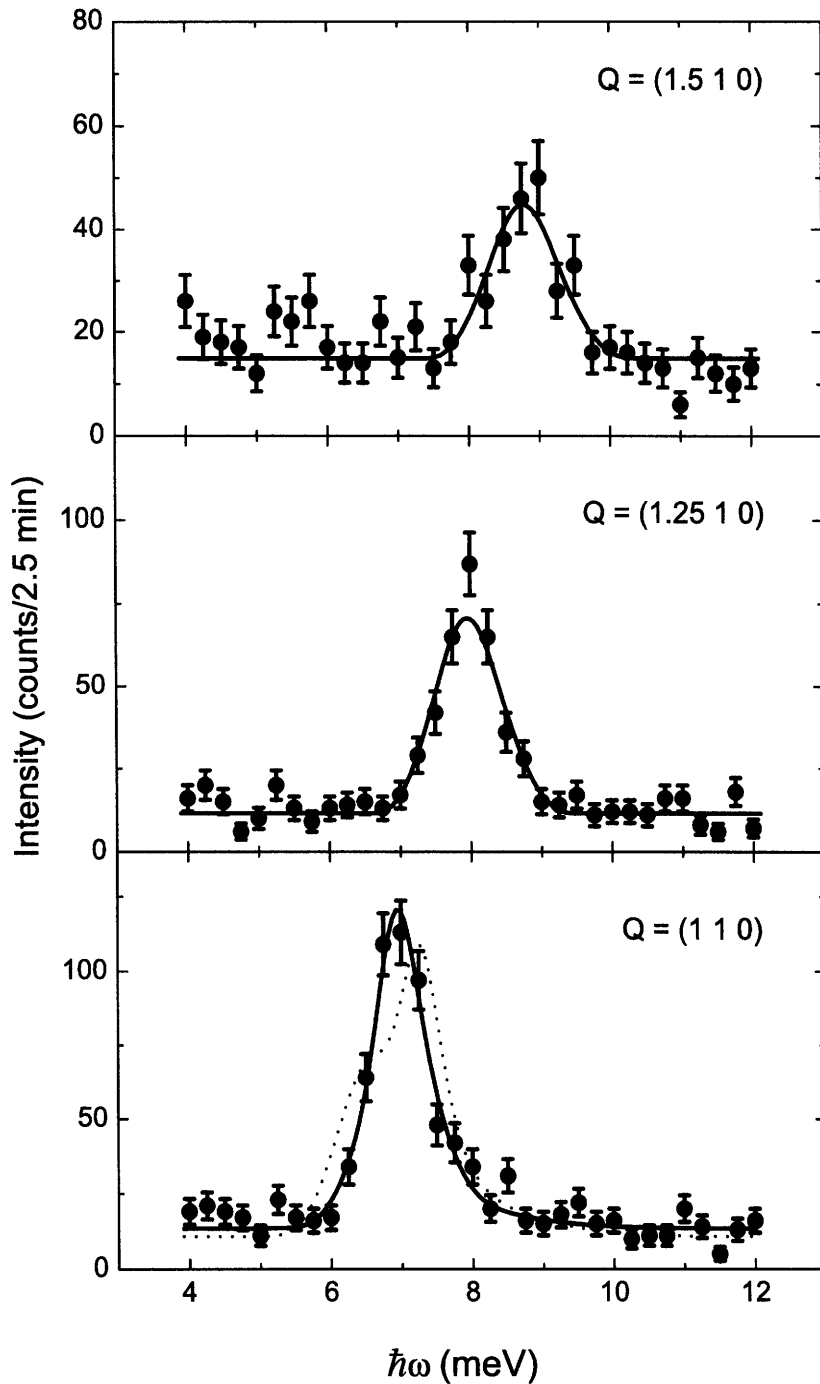 80
60
40
20
0
Q = (1.5 1 0)
100
50
0
Q = (1.25 1 0)
Intensity (counts/2.5 min)
100
50
0
Q = (1 1 0)
4 6 8 10 12
ħω (meV)